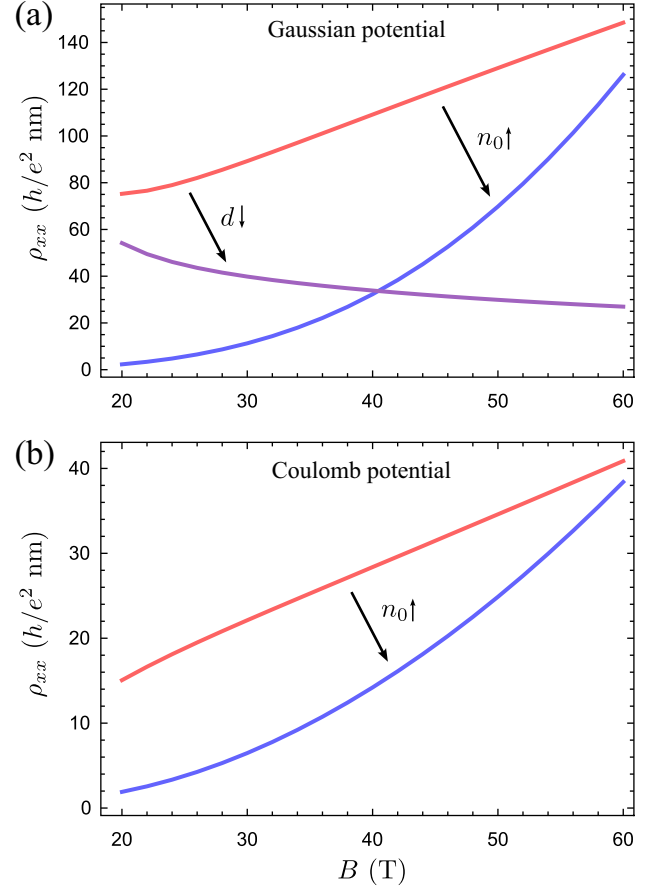 (a)
Gaussian potential
ρxx (h/e² nm)
140
120
100
80
60
40
20
0
n₀↑
d↓
20 30 40 50 60
(b)
Coulomb potential
ρxx (h/e² nm)
40
30
20
10
0
n₀↑
20 30 40 50 60
B (T)